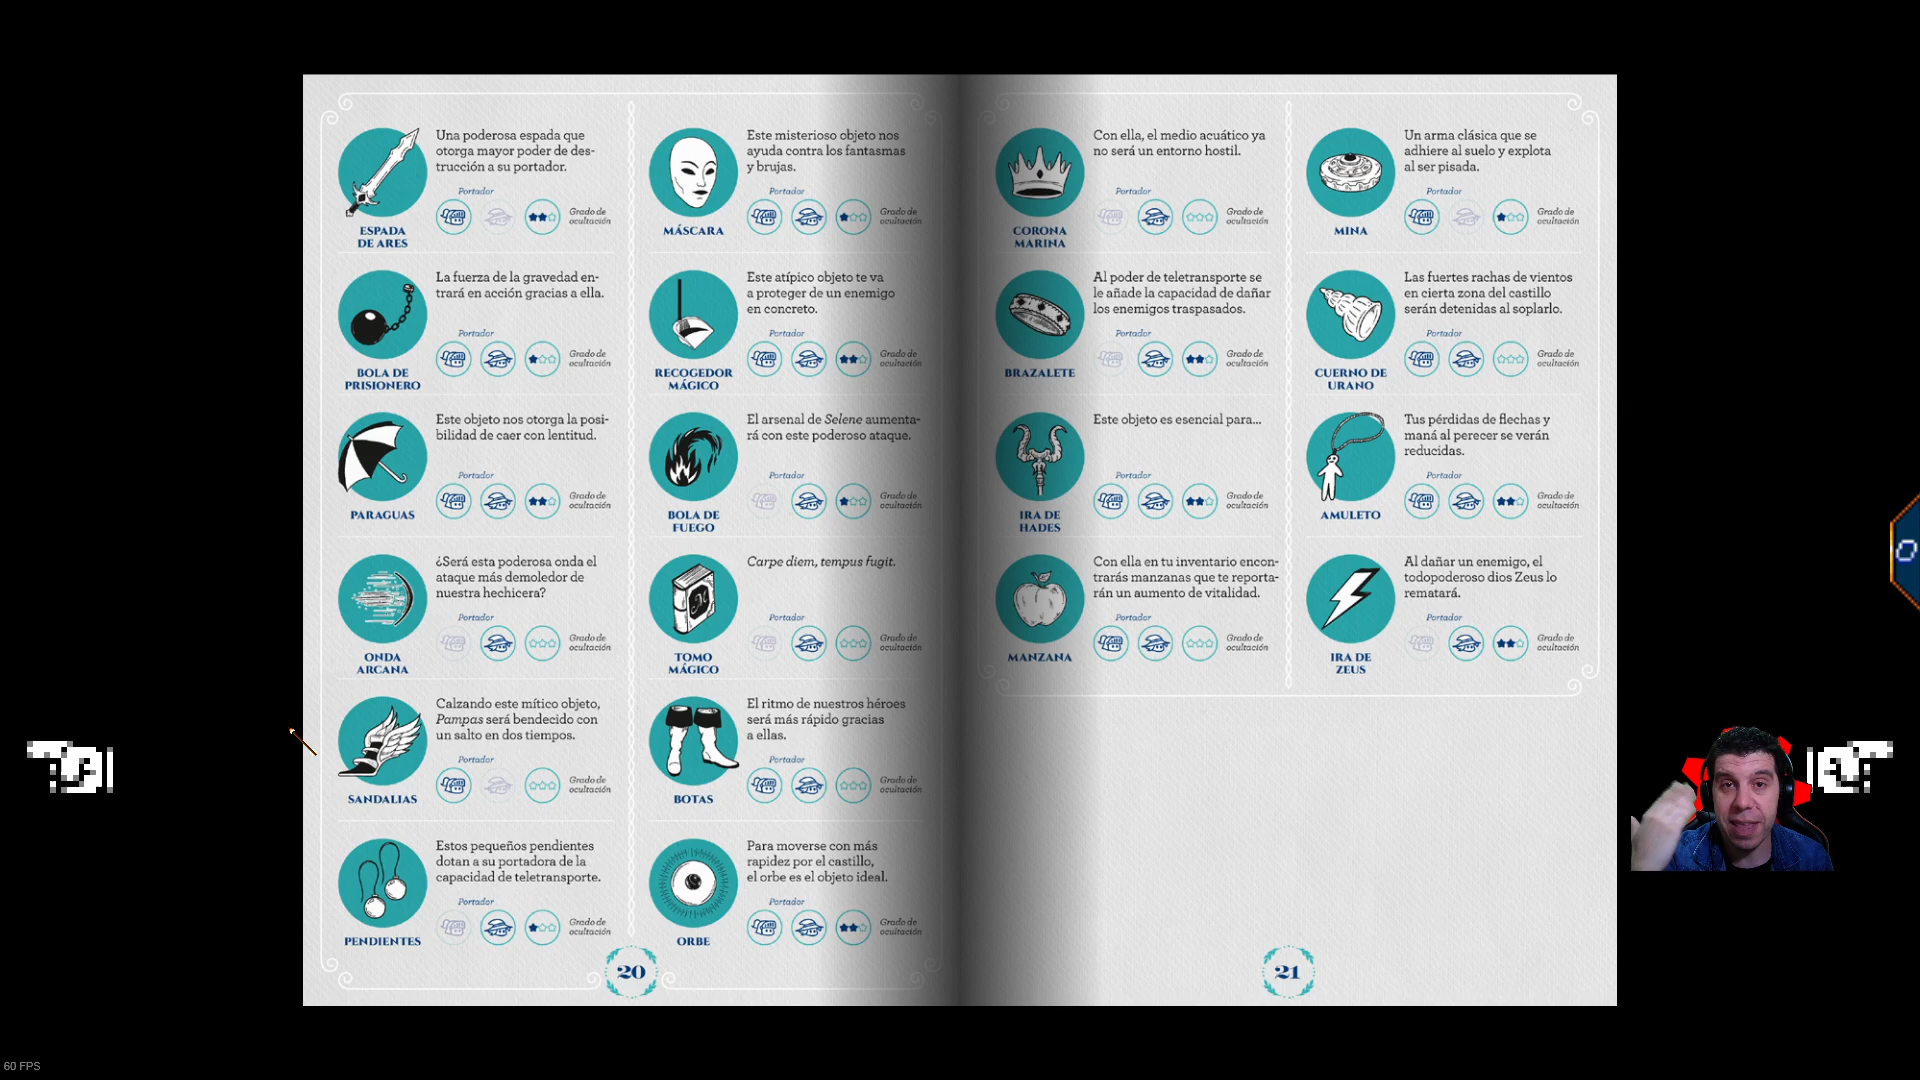 Una poderosa espada que
otorga mayor poder de des-
trucción a su portador.
Portador
Grado de
ocultación
ESPADA
DE ARES
La fuerza de la gravedad en-
trará en acción gracias a ella.
Portador
Grado de
ocultación
BOLA DE
PRISIONERO
Este objeto nos otorga la posi-
bilidad de caer con lentitud.
Portador
Grado de
ocultación
PARAGUAS
¿Será esta poderosa onda el
ataque más demoledor de
nuestra hechicera?
Portador
Grado de
ocultación
ONDA
ARCANA
Calzando este mítico objeto,
Pampas será bendecido con
un salto en dos tiempos.
Portador
Grado de
ocultación
SANDALIAS
Estos pequeños pendientes
dotan a su portadora de la
capacidad de teletransporte.
Portador
Grado de
ocultación
PENDIENTES
Este misterioso objeto nos
ayuda contra los fantasmas
y brujas.
Portador
Grado de
ocultación
MÁSCARA
Este atípico objeto te va
a proteger de un enemigo
en concreto.
Portador
Grado de
ocultación
RECOGEDOR
MÁGICO
El arsenal de Selene aumenta-
rá con este poderoso ataque.
Portador
Grado de
ocultación
BOLA DE
FUEGO
Carpe diem, tempus fugit.
Portador
Grado de
ocultación
TOMO
MÁGICO
El ritmo de nuestros héroes
será más rápido gracias
a ellas.
Portador
Grado de
ocultación
BOTAS
Para moverse con más
rapidez por el castillo,
el orbe es el objeto ideal.
Portador
Grado de
ocultación
ORBE
20
Con ella, el medio acuático ya
no será un entorno hostil.
Portador
Grado de
ocultación
CORONA
MARINA
Al poder de teletransporte se
le añade la capacidad de dañar
los enemigos traspasados.
Portador
Grado de
ocultación
BRAZALETE
Este objeto es esencial para...
Portador
Grado de
ocultación
IRA DE
HADES
Con ella en tu inventario encon-
trarás manzanas que te reporta-
rán un aumento de vitalidad.
Portador
Grado de
ocultación
MANZANA
Un arma clásica que se
adhiere al suelo y explota
al ser pisada.
Portador
Grado de
ocultación
MINA
Las fuertes rachas de vientos
en cierta zona del castillo
serán detenidas al soplarlo.
Portador
Grado de
ocultación
CUERNO DE
URANO
Tus pérdidas de flechas y
maná al perecer se verán
reducidas.
Portador
Grado de
ocultación
AMULETO
Al dañar un enemigo, el
todopoderoso dios Zeus lo
rematará.
Portador
Grado de
ocultación
IRA DE
ZEUS
21
60 FPS